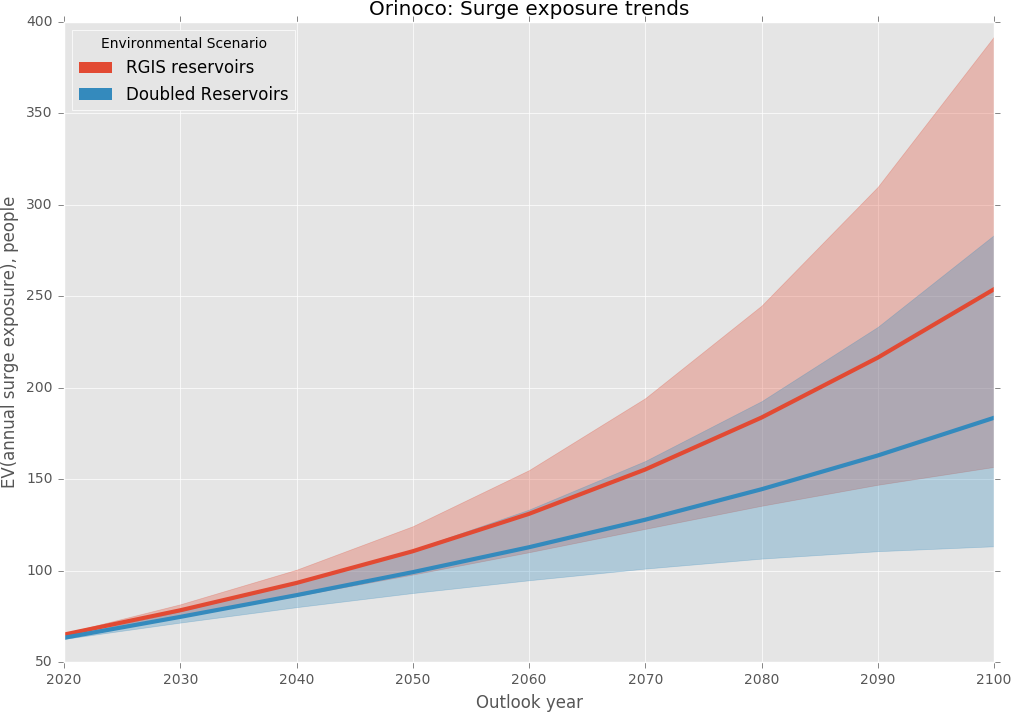 Orinoco: Surge exposure trends
400
350
300
250
200
150
100
50
EV(annual surge exposure), people
Environmental Scenario
RGIS reservoirs
Doubled Reservoirs
2020 2030 2040 2050 2060 2070 2080 2090 2100
Outlook year